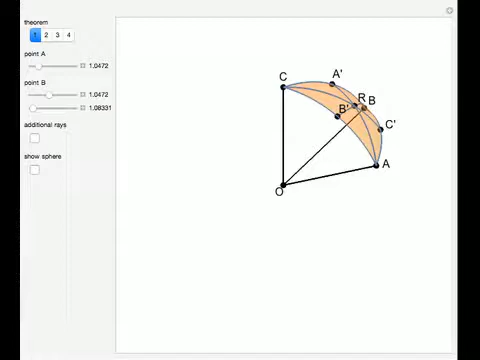 theorem
1 2 3 4
point A
1.0472
point B
1.0472
1.08331
additional rays
show sphere
C
A'
R B
B'
C'
A
O